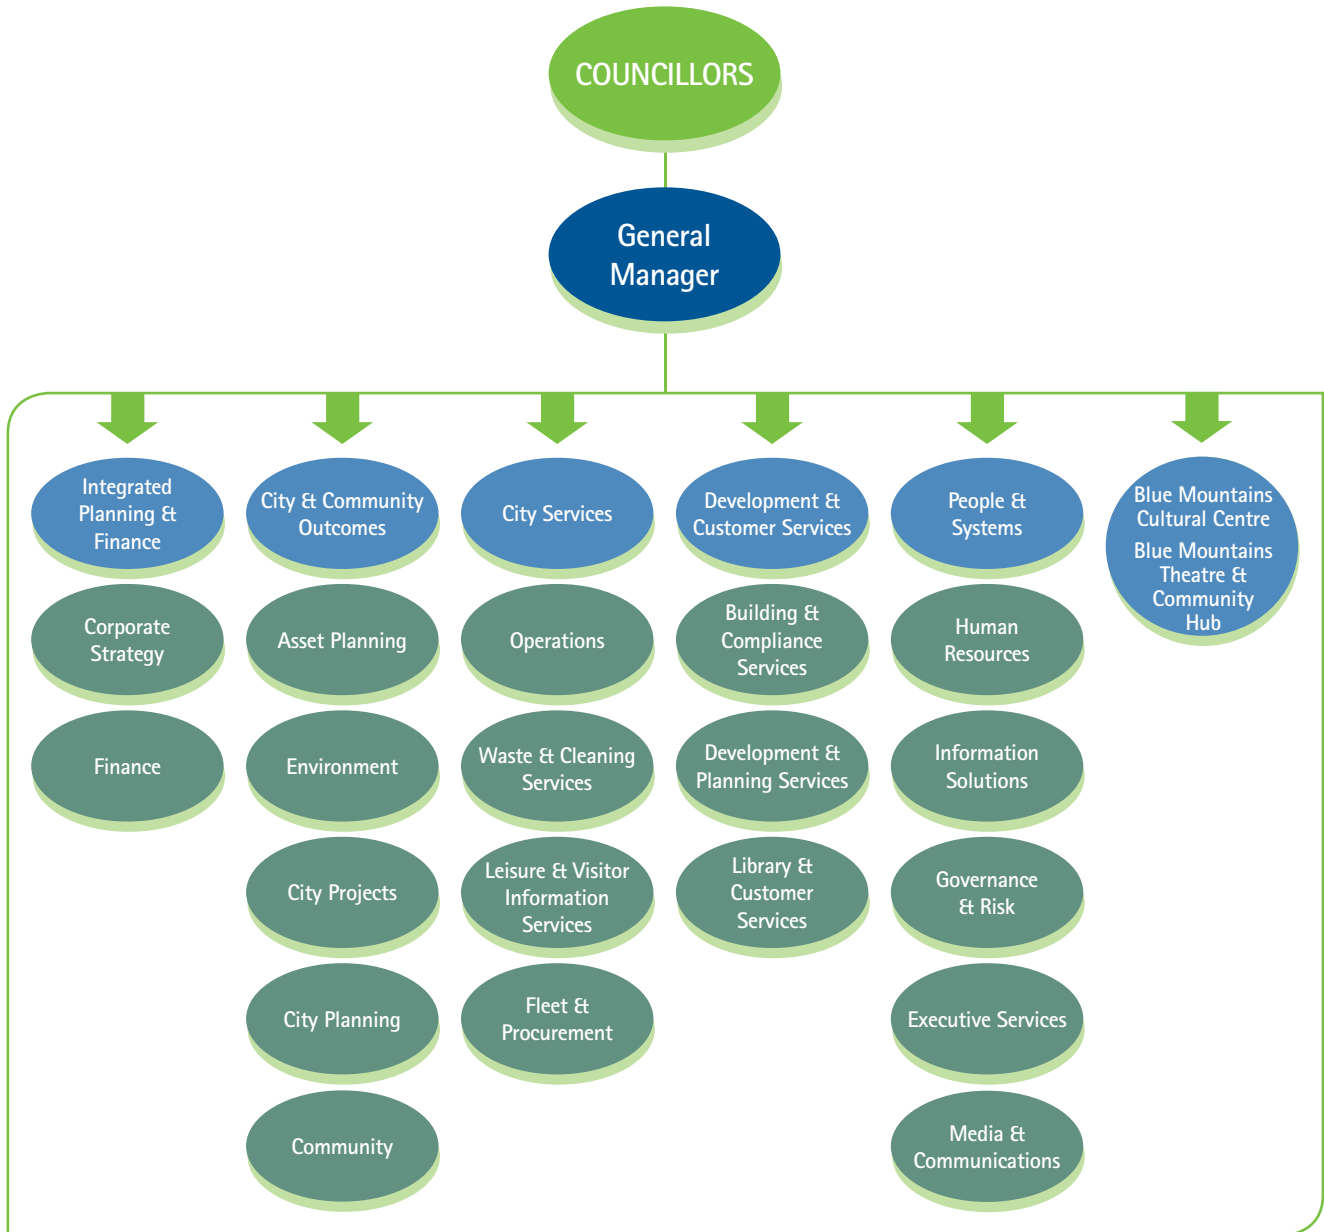 COUNCILLORS
General
Manager
Integrated
Planning &
Finance
Corporate
Strategy
Finance
City & Community
Outcomes
Asset Planning
Environment
City Projects
City Planning
Community
City Services
Operations
Waste & Cleaning
Services
Leisure & Visitor
Information
Services
Fleet &
Procurement
Development &
Customer Services
Building &
Compliance
Services
Development &
Planning Services
Library &
Customer
Services
People &
Systems
Human
Resources
Information
Solutions
Governance
& Risk
Executive Services
Media &
Communications
Blue Mountains
Cultural Centre
Blue Mountains
Theatre &
Community
Hub